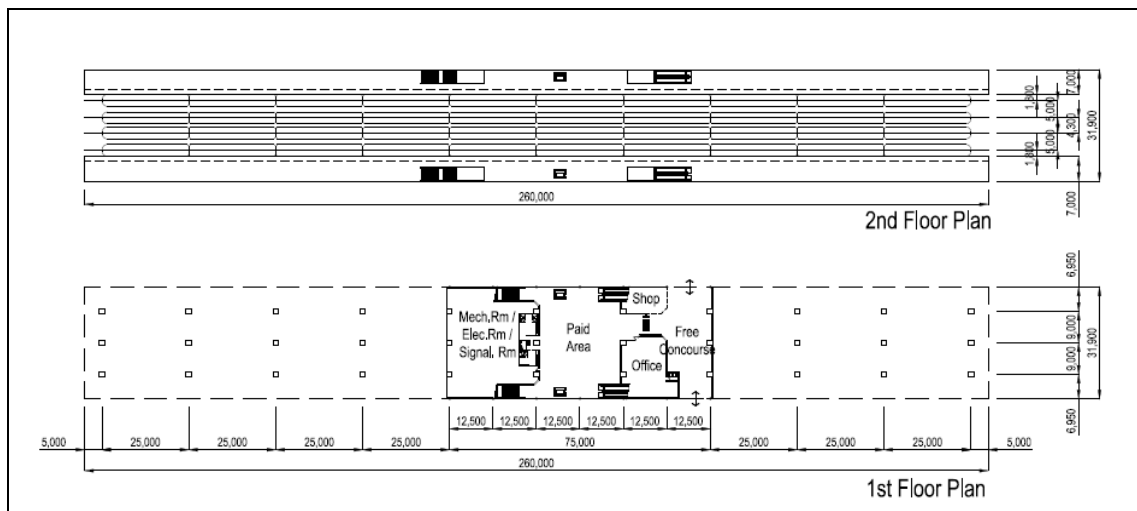 7,000
1,800
5,000
4,300
31,900
5,000
1,800
7,000
260,000
2nd Floor Plan
6,950
9,000
9,000
31,900
6,950
Shop
Mech.Rm /
Elec.Rm /
Signal. Rm
Paid
Area
Free
Concourse
Office
12,500 12,500 12,500 12,500 12,500 12,500
5,000 25,000 25,000 25,000 25,000 75,000 25,000 25,000 25,000 5,000
260,000
1st Floor Plan